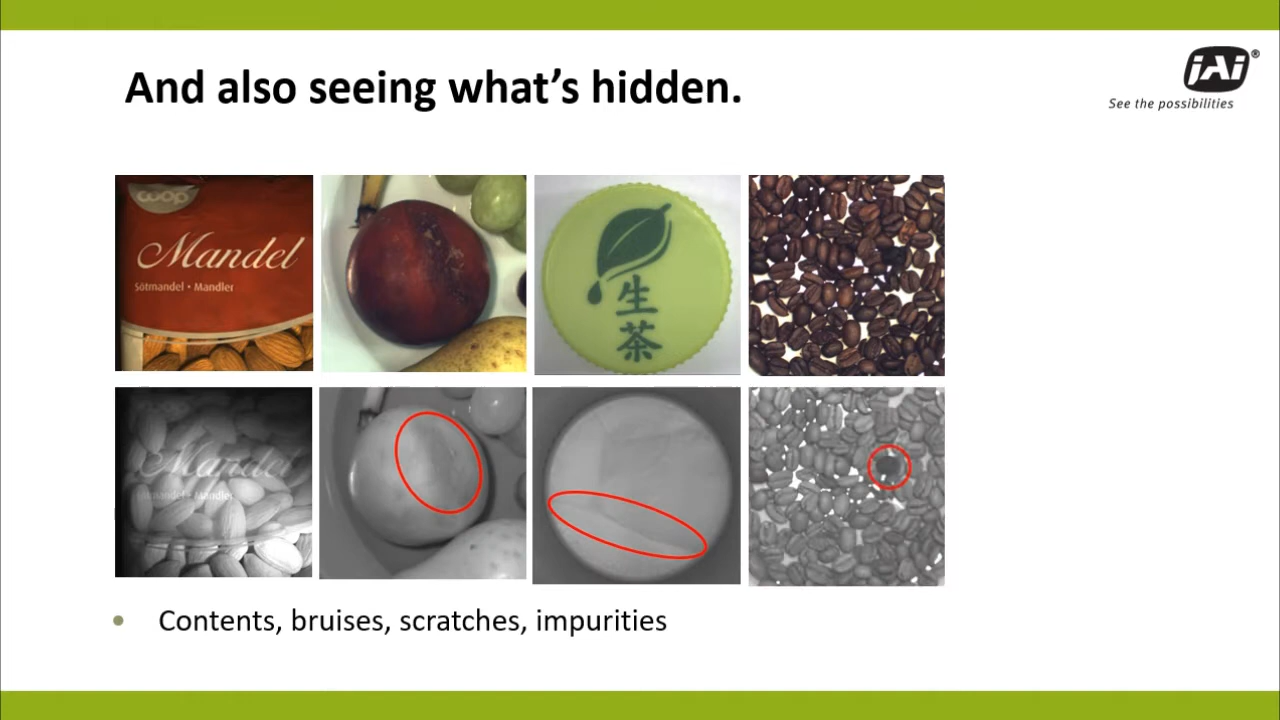 And also seeing what's hidden.
JAi®
See the possibilities
coop
Mandel
Sötmandel • Mandler
生
茶
Mandel
Sötmandel • Mandler
• Contents, bruises, scratches, impurities